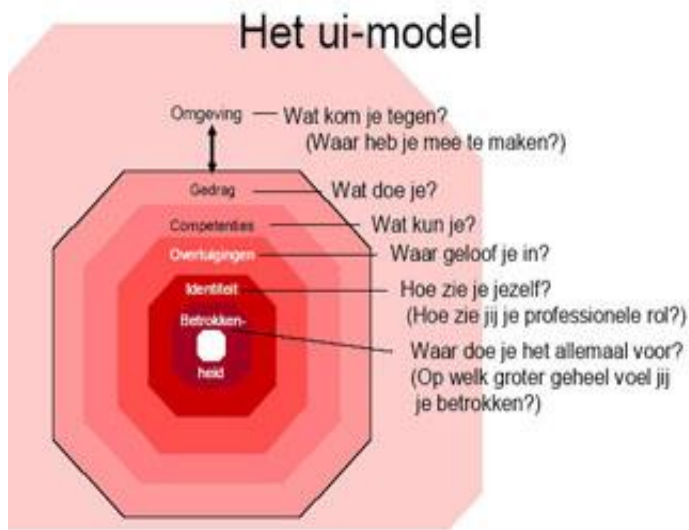 Het ui-model
Omgeving
Wat kom je tegen?
(Waar heb je mee te maken?)
Gedrag
Wat doe je?
Competenties
Wat kun je?
Overtuigingen
Waar geloof je in?
Identiteit
Hoe zie je jezelf?
(Hoe zie jij je professionele rol?)
Betrokken-
heid
Waar doe je het allemaal voor?
(Op welk groter geheel voel jij
je betrokken?)